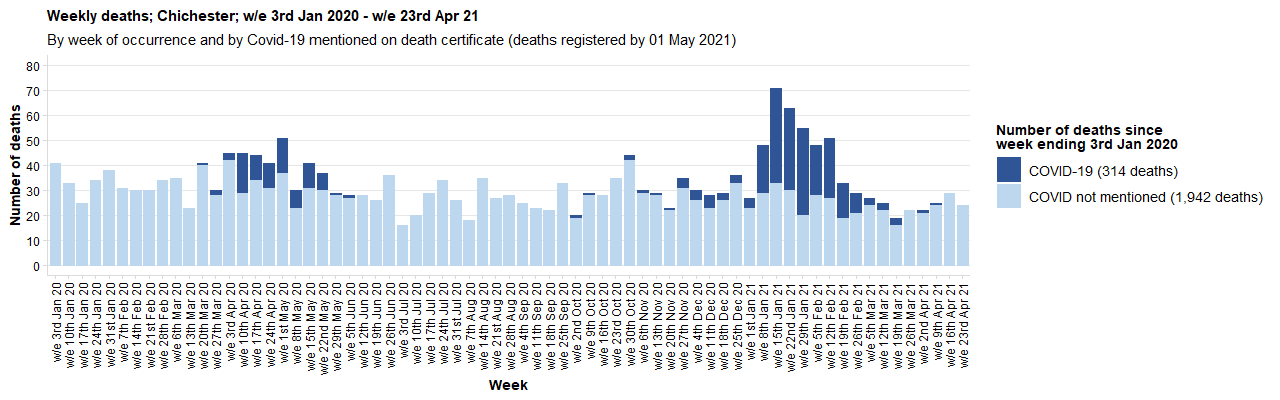 Weekly deaths; Chichester; w/e 3rd Jan 2020 - w/e 23rd Apr 21
By week of occurrence and by Covid-19 mentioned on death certificate (deaths registered by 01 May 2021)
Number of deaths
80
70
60
50
40
30
20
10
0
w/e 3rd Jan 20
w/e 10th Jan 20
w/e 17th Jan 20
w/e 24th Jan 20
w/e 31st Jan 20
w/e 7th Feb 20
w/e 14th Feb 20
w/e 21st Feb 20
w/e 28th Feb 20
w/e 6th Mar 20
w/e 13th Mar 20
w/e 20th Mar 20
w/e 27th Mar 20
w/e 3rd Apr 20
w/e 10th Apr 20
w/e 17th Apr 20
w/e 24th Apr 20
w/e 1st May 20
w/e 8th May 20
w/e 15th May 20
w/e 22nd May 20
w/e 29th May 20
w/e 5th Jun 20
w/e 12th Jun 20
w/e 19th Jun 20
w/e 26th Jun 20
w/e 3rd Jul 20
w/e 10th Jul 20
w/e 17th Jul 20
w/e 24th Jul 20
w/e 31st Jul 20
w/e 7th Aug 20
w/e 14th Aug 20
w/e 21st Aug 20
w/e 28th Aug 20
w/e 4th Sep 20
w/e 11th Sep 20
w/e 18th Sep 20
w/e 25th Sep 20
w/e 2nd Oct 20
w/e 9th Oct 20
w/e 16th Oct 20
w/e 23rd Oct 20
w/e 30th Oct 20
w/e 6th Nov 20
w/e 13th Nov 20
w/e 20th Nov 20
w/e 27th Nov 20
w/e 4th Dec 20
w/e 11th Dec 20
w/e 18th Dec 20
w/e 25th Dec 20
w/e 1st Jan 21
w/e 8th Jan 21
w/e 15th Jan 21
w/e 22nd Jan 21
w/e 29th Jan 21
w/e 5th Feb 21
w/e 12th Feb 21
w/e 19th Feb 21
w/e 26th Feb 21
w/e 5th Mar 21
w/e 12th Mar 21
w/e 19th Mar 21
w/e 26th Mar 21
w/e 2nd Apr 21
w/e 9th Apr 21
w/e 16th Apr 21
w/e 23rd Apr 21
Week
Number of deaths since
week ending 3rd Jan 2020
COVID-19 (314 deaths)
COVID not mentioned (1,942 deaths)